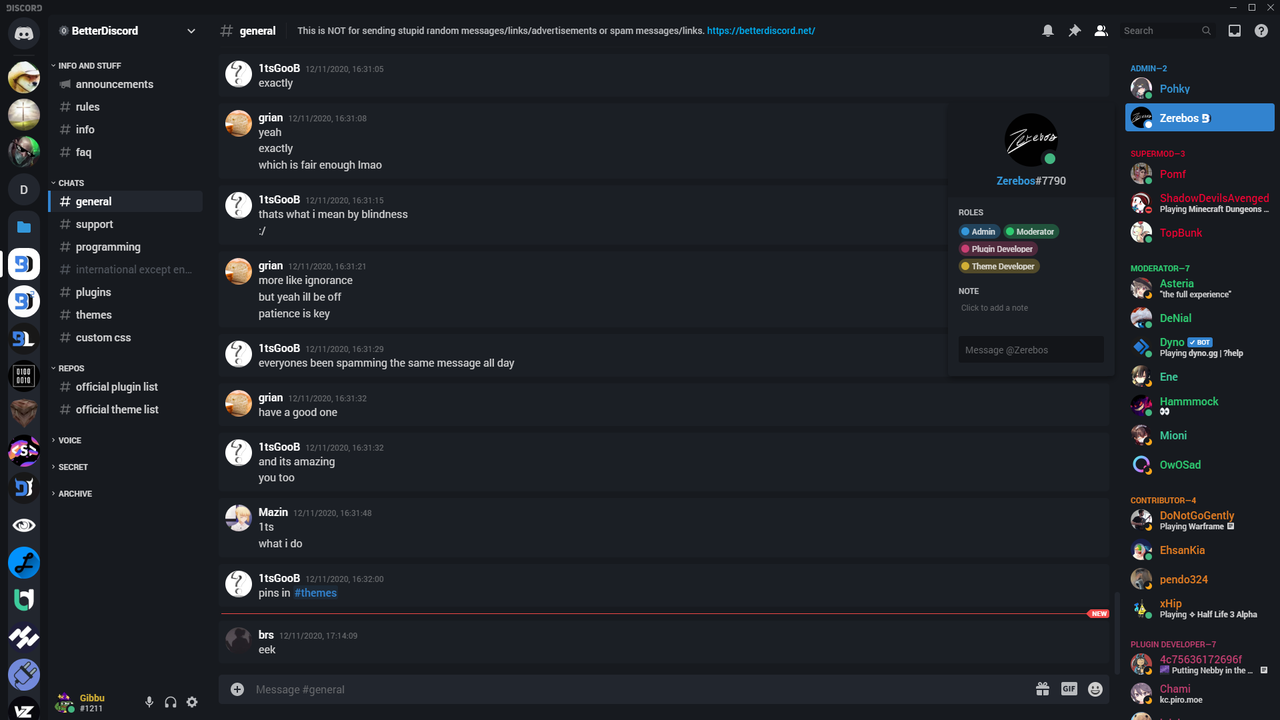 DISCORD
BetterDiscord
general
This is NOT for sending stupid random messages/links/advertisements or spam messages/links. https://betterdiscord.net/
Search
INFO AND STUFF
announcements
rules
info
faq
CHATS
general
support
programming
international except en...
plugins
themes
custom css
REPOS
official plugin list
official theme list
VOICE
SECRET
ARCHIVE
D
Gibbu
#1211
1tsGooB 12/11/2020, 16:31:05
exactly
grian 12/11/2020, 16:31:08
yeah
exactly
which is fair enough lmao
1tsGooB 12/11/2020, 16:31:15
thats what i mean by blindness
:/
grian 12/11/2020, 16:31:21
more like ignorance
but yeah ill be off
patience is key
1tsGooB 12/11/2020, 16:31:29
everyones been spamming the same message all day
grian 12/11/2020, 16:31:32
have a good one
1tsGooB 12/11/2020, 16:31:32
and its amazing
you too
Mazin 12/11/2020, 16:31:48
1ts
what i do
1tsGooB 12/11/2020, 16:32:00
pins in #themes
NEW
brs 12/11/2020, 17:14:09
eek
Message #general
GIF
Zerebos
Zerebos#7790
ROLES
Admin
Moderator
Plugin Developer
Theme Developer
NOTE
Click to add a note
Message @Zerebos
ADMIN—2
Pohky
Zerebos
SUPERMOD—3
Pomf
ShadowDevilsAvenged
Playing Minecraft Dungeons ...
TopBunk
MODERATOR—7
Asteria
"the full experience"
DeNial
Dyno BOT
Playing dyno.gg | ?help
Ene
Hammmock
Mioni
OwOSad
CONTRIBUTOR—4
DoNotGoGently
Playing Warframe
EhsanKia
pendo324
xHip
Playing Half Life 3 Alpha
PLUGIN DEVELOPER—7
4c75636172696f
Putting Nebby in the ...
Chami
kc.piro.moe